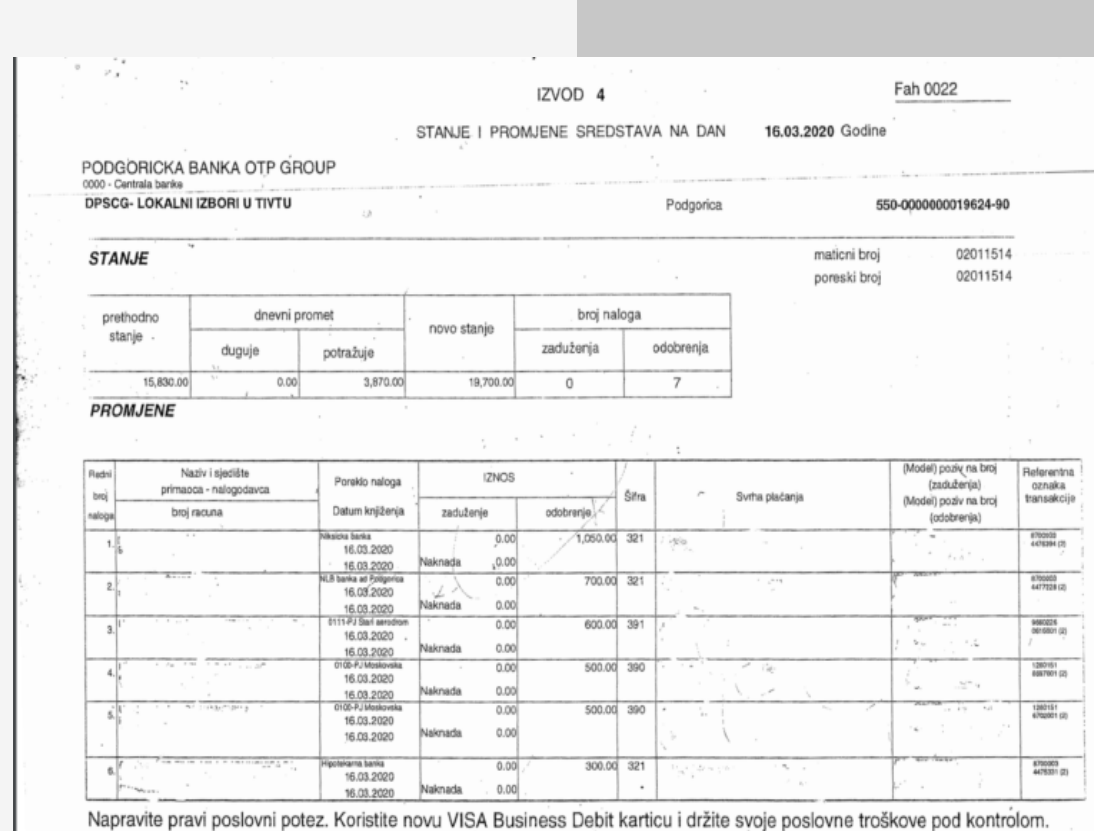 IZVOD 4
Fah 0022
STANJE I PROMJENE SREDSTAVA NA DAN 16.03.2020 Godine
PODGORICKA BANKA OTP GROUP
0000 - Centrala banke
DPSCG- LOKALNI IZBORI U TIVTU Podgorica 550-0000000019624-90
STANJE
maticni broj 02011514
poreski broj 02011514
prethodno stanje dnevni promet novo stanje broj naloga
duguje potražuje zaduženja odobrenja
15,830.00 0.00 3,870.00 19,700.00 0 7
PROMJENE
Redni broj naloga
Naziv i sjedište primaoca - nalogodavca
broj racuna
Poreklo naloga
Datum knjiženja
IZNOS
zaduženje odobrenje
Šifra
Svrha plaćanja
(Model) poziv na broj
(zaduženja)
(Model) poziv na broj
(odobrenja)
Referentna
oznaka
transakcije
1. Niksicka banka 0.00 1,050.00 321
16.03.2020
16.03.2020 Naknada 0.00
2. NLB banka ad Podgorica 0.00 700.00 321
16.03.2020
16.03.2020 Naknada 0.00
3. 0111-PJ Stari aerodrom 0.00 600.00 391
16.03.2020
16.03.2020 Naknada 0.00
4. 0100-PJ Moskovska 0.00 500.00 390
16.03.2020
16.03.2020 Naknada 0.00
5. 0100-PJ Moskovska 0.00 500.00 390
16.03.2020
16.03.2020 Naknada 0.00
6. Hipotekarna banka 0.00 300.00 321
16.03.2020
16.03.2020 Naknada 0.00
Napravite pravi poslovni potez. Koristite novu VISA Business Debit karticu i držite svoje poslovne troškove pod kontrolom.